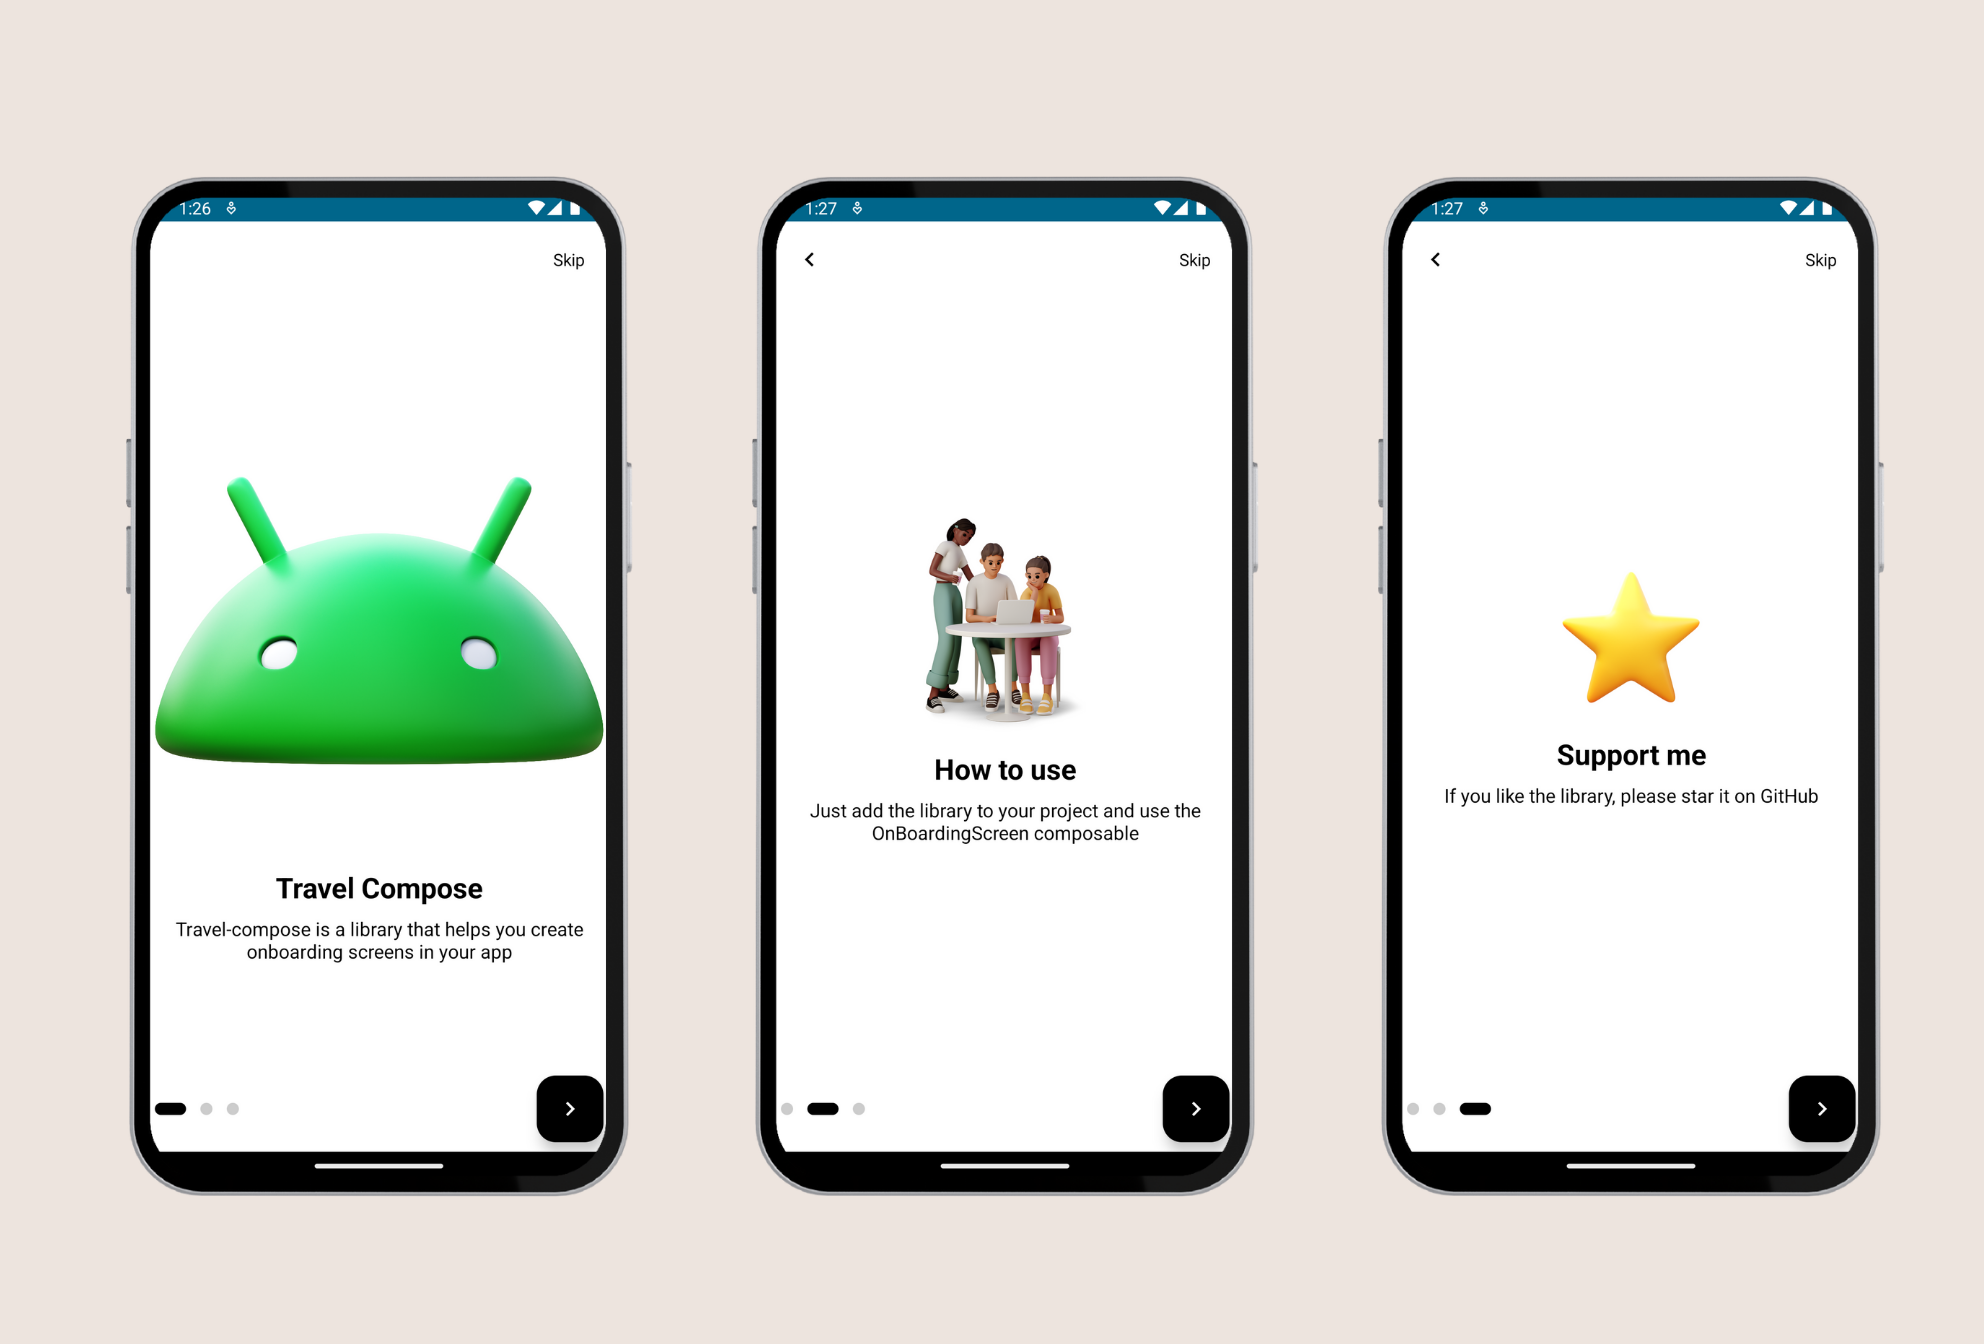 1:26
Skip
Travel Compose
Travel-compose is a library that helps you create
onboarding screens in your app
1:27
Skip
How to use
Just add the library to your project and use the
OnBoardingScreen composable
1:27
Skip
Support me
If you like the library, please star it on GitHub